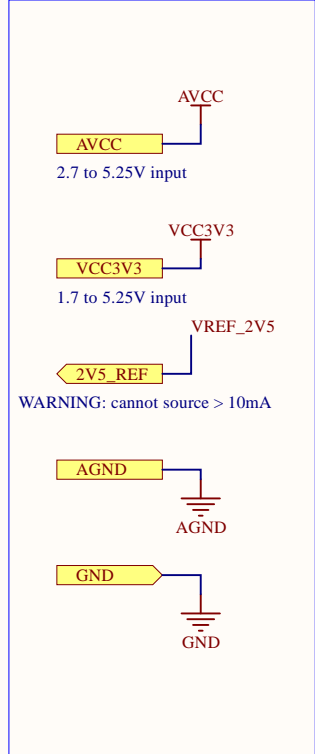 AVCC
AVCC
2.7 to 5.25V input
VCC3V3
VCC3V3
1.7 to 5.25V input
VREF_2V5
2V5_REF
WARNING: cannot source > 10mA
AGND
AGND
GND
GND